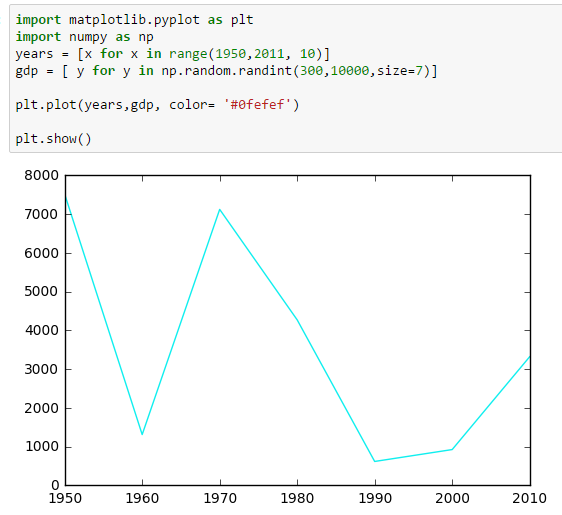 import matplotlib.pyplot as plt
import numpy as np
years = [x for x in range(1950,2011, 10)]
gdp = [ y for y in np.random.randint(300,10000,size=7)]
plt.plot(years,gdp, color= '#0fefef')
plt.show()
8000
7000
6000
5000
4000
3000
2000
1000
0
1950 1960 1970 1980 1990 2000 2010